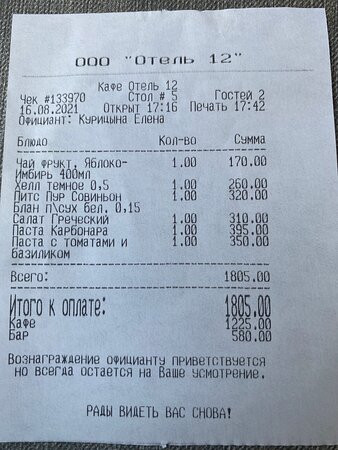 ООО "Отель 12"
Кафе Отель 12
Чек #133970 Стол # 5 Гостей 2
16.08.2021 Открыт 17:16 Печать 17:42
Официант: Курицына Елена
Блюдо Кол-во Сумма
Чай Фрукт. Яблоко- 1.00 170.00
Имбирь 400мл
Хелл темное 0,5 1.00 260.00
Питс Пур Совиньон 1.00 320.00
Блан п\сух бел. 0,15
Салат Греческий 1.00 310.00
Паста Карбонара 1.00 395.00
Паста с томатами и 1.00 350.00
базиликом
Всего: 1805.00
Итого к оплате: 1805.00
Кафе 1225.00
Бар 580.00
Вознаграждение официанту приветствуется
но всегда остается на Ваше усмотрение.
РАДЫ ВИДЕТЬ ВАС СНОВА!